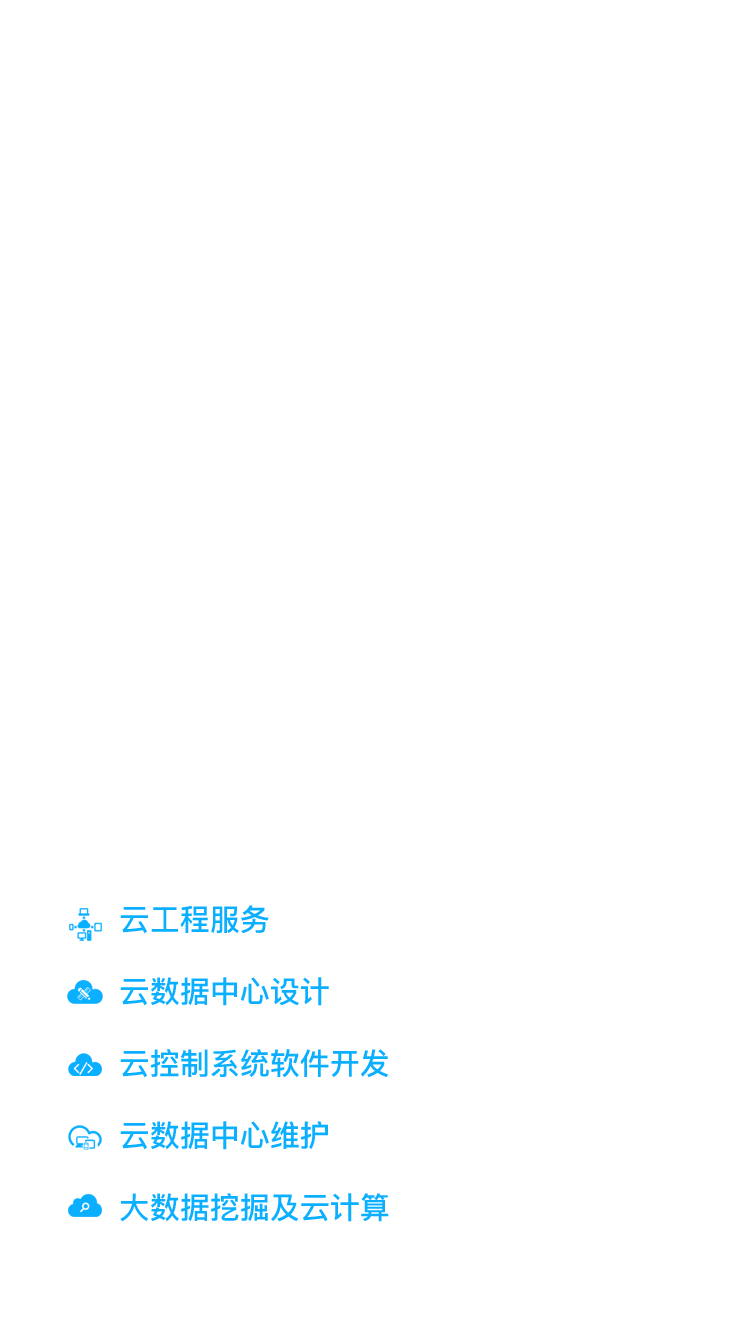 云工程服务
云数据中心设计
云控制系统软件开发
云数据中心维护
大数据挖掘及云计算